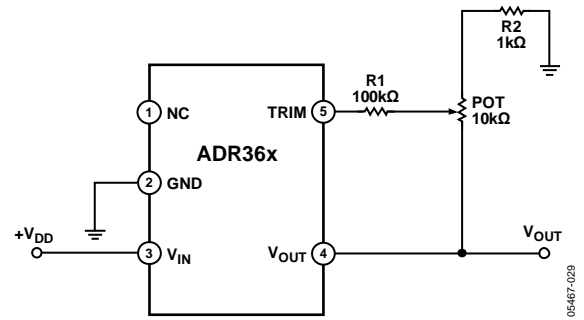 R2
1kΩ
R1
100kΩ
POT
10kΩ
1 NC
TRIM 5
ADR36x
2 GND
+VDD
3 VIN
VOUT 4
VOUT
05467-029